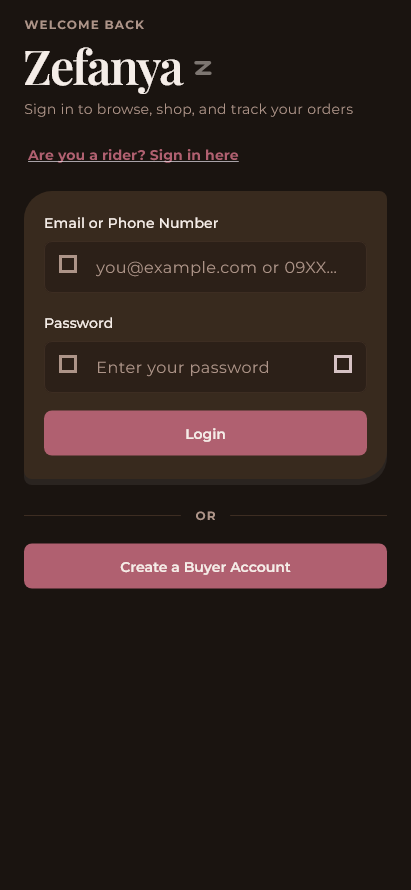 WELCOME BACK
Zefanya
Sign in to browse, shop, and track your orders
Are you a rider? Sign in here
Email or Phone Number
you@example.com or 09XX...
Password
Enter your password
Login
OR
Create a Buyer Account